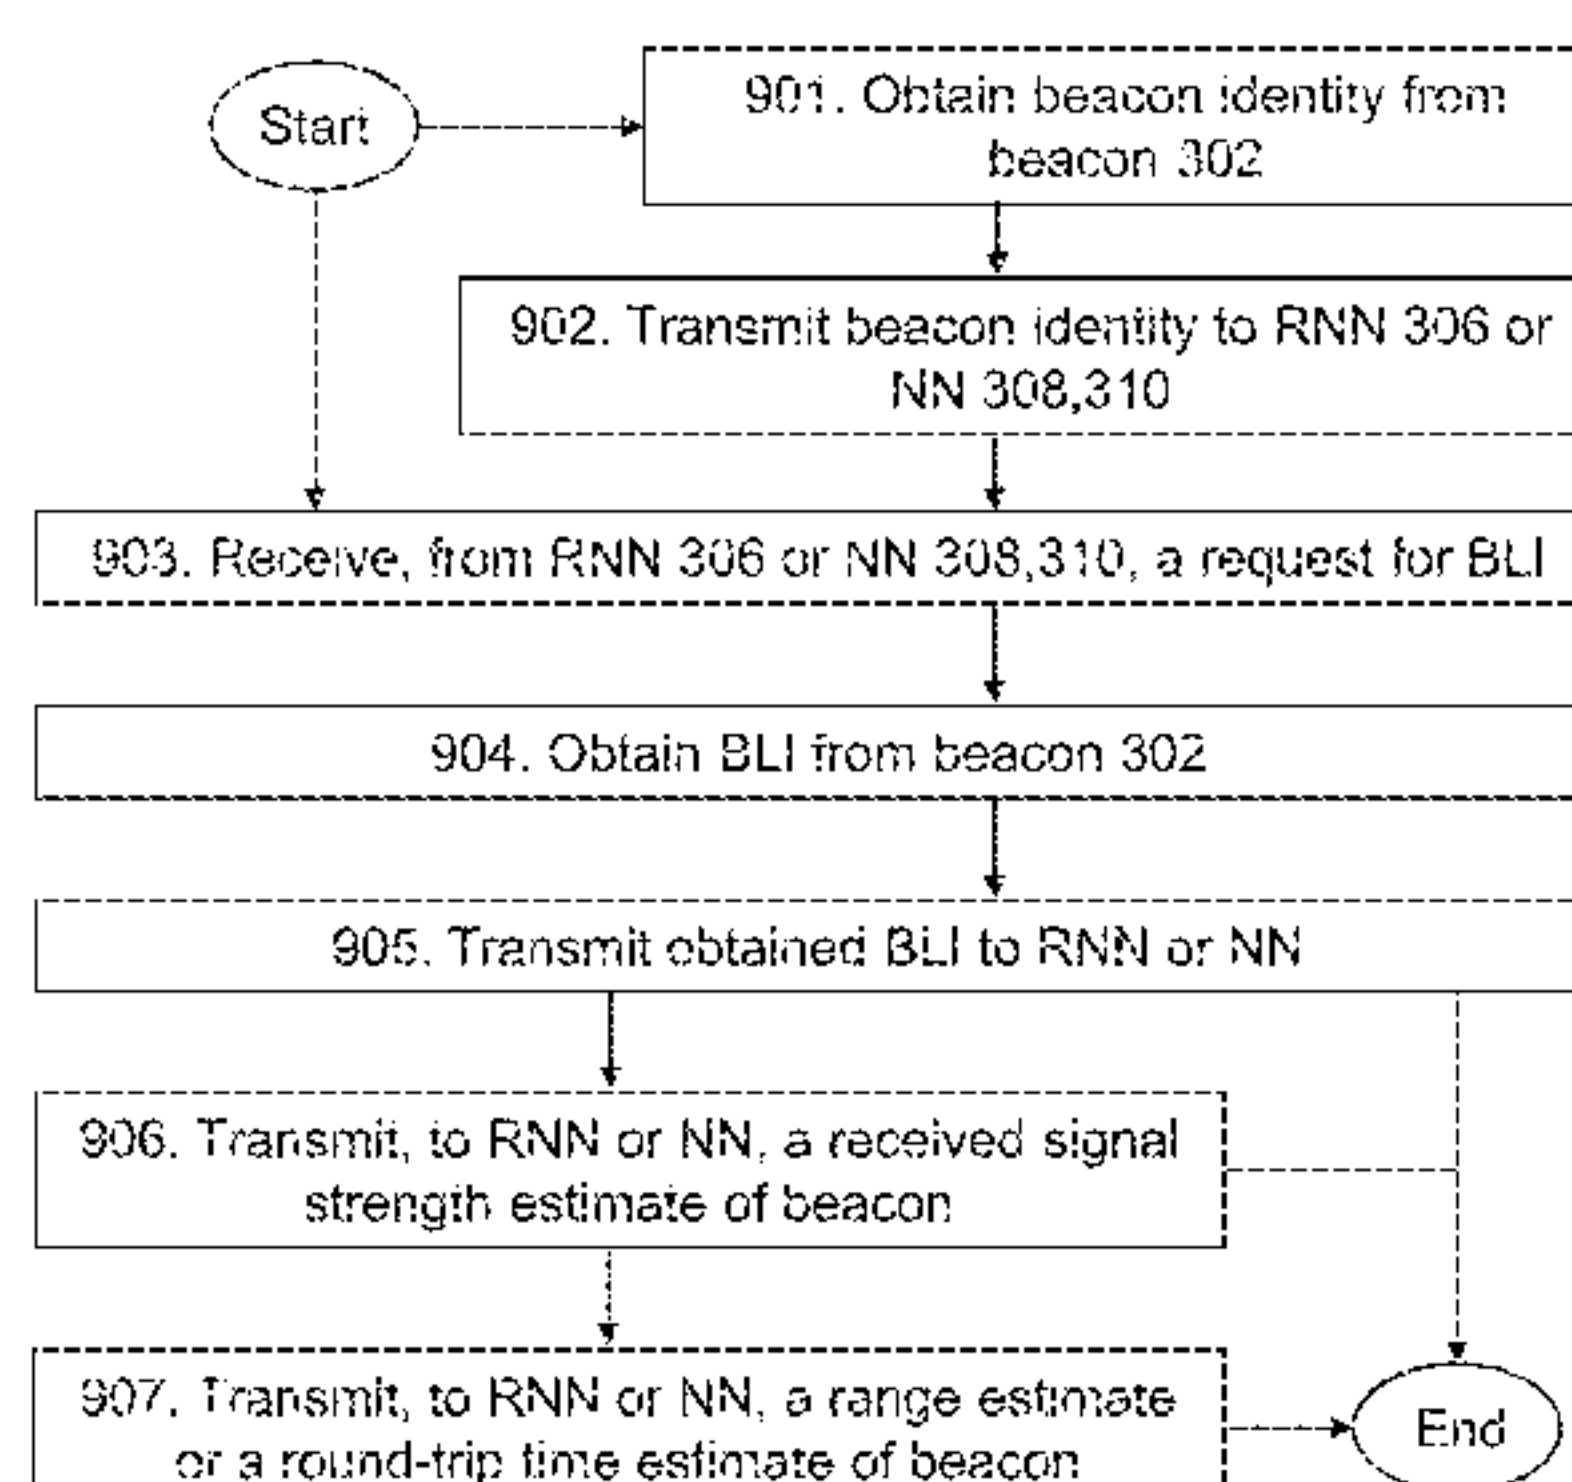 Start
901. Obtain beacon identity from
beacon 302
902. Transmit beacon identity to RNN 306 or
NN 308,310
903. Receive, from RNN 306 or NN 308,310, a request for BLI
904. Obtain BLI from beacon 302
905. Transmit obtained BLI to RNN or NN
906. Transmit, to RNN or NN, a received signal
strength estimate of beacon
907. Transmit, to RNN or NN, a range estimate
or a round-trip time estimate of beacon
End